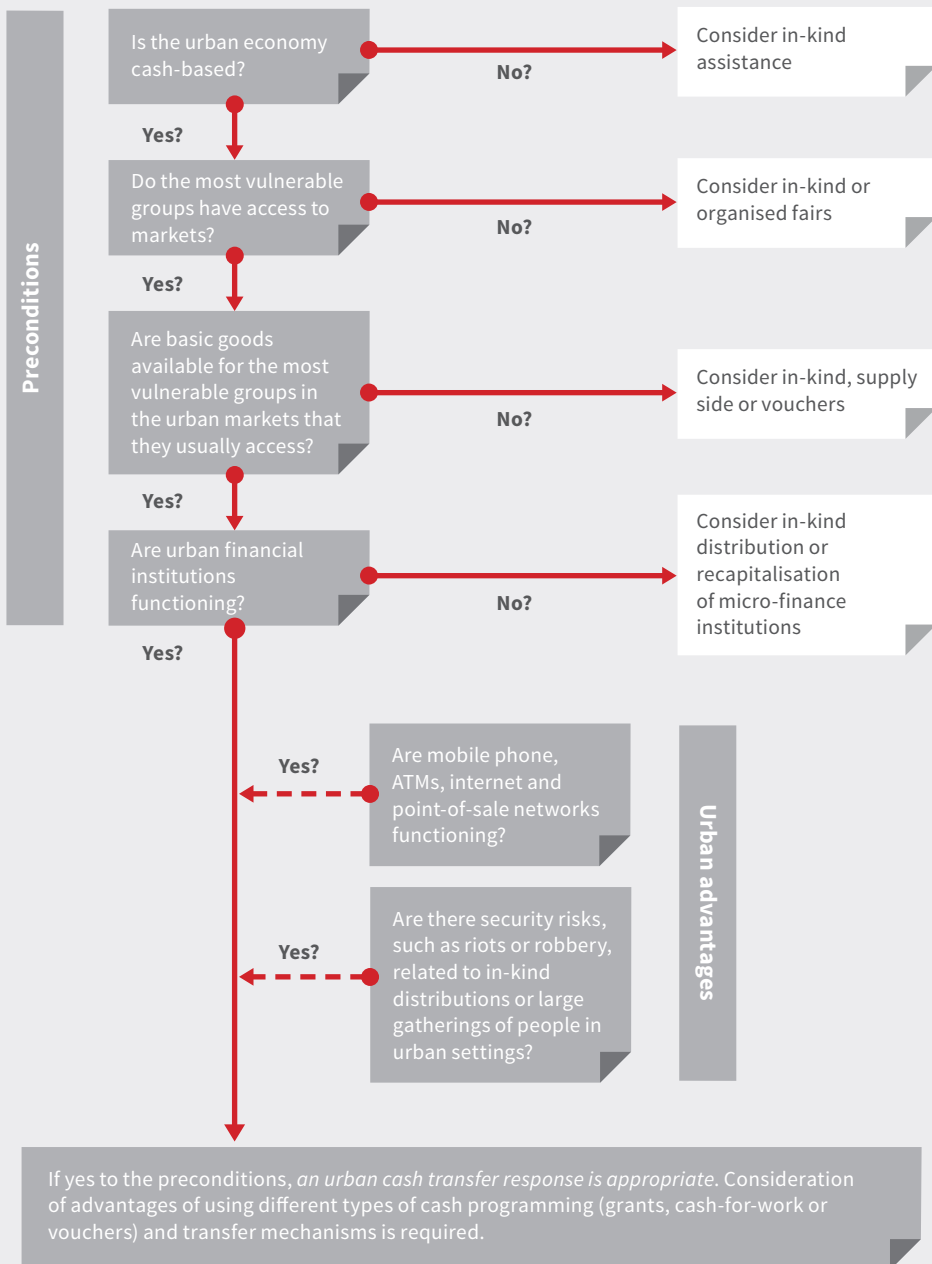 Preconditions
Is the urban economy
cash-based?
No?
Consider in-kind
assistance
Yes?
Do the most vulnerable
groups have access to
markets?
No?
Consider in-kind or
organised fairs
Yes?
Are basic goods
available for the most
vulnerable groups in
the urban markets that
they usually access?
No?
Consider in-kind, supply
side or vouchers
Yes?
Are urban financial
institutions
functioning?
No?
Consider in-kind
distribution or
recapitalisation
of micro-finance
institutions
Yes?
Urban advantages
Yes?
Are mobile phone,
ATMs, internet and
point-of-sale networks
functioning?
Yes?
Are there security risks,
such as riots or robbery,
related to in-kind
distributions or large
gatherings of people in
urban settings?
If yes to the preconditions, an urban cash transfer response is appropriate. Consideration
of advantages of using different types of cash programming (grants, cash-for-work or
vouchers) and transfer mechanisms is required.